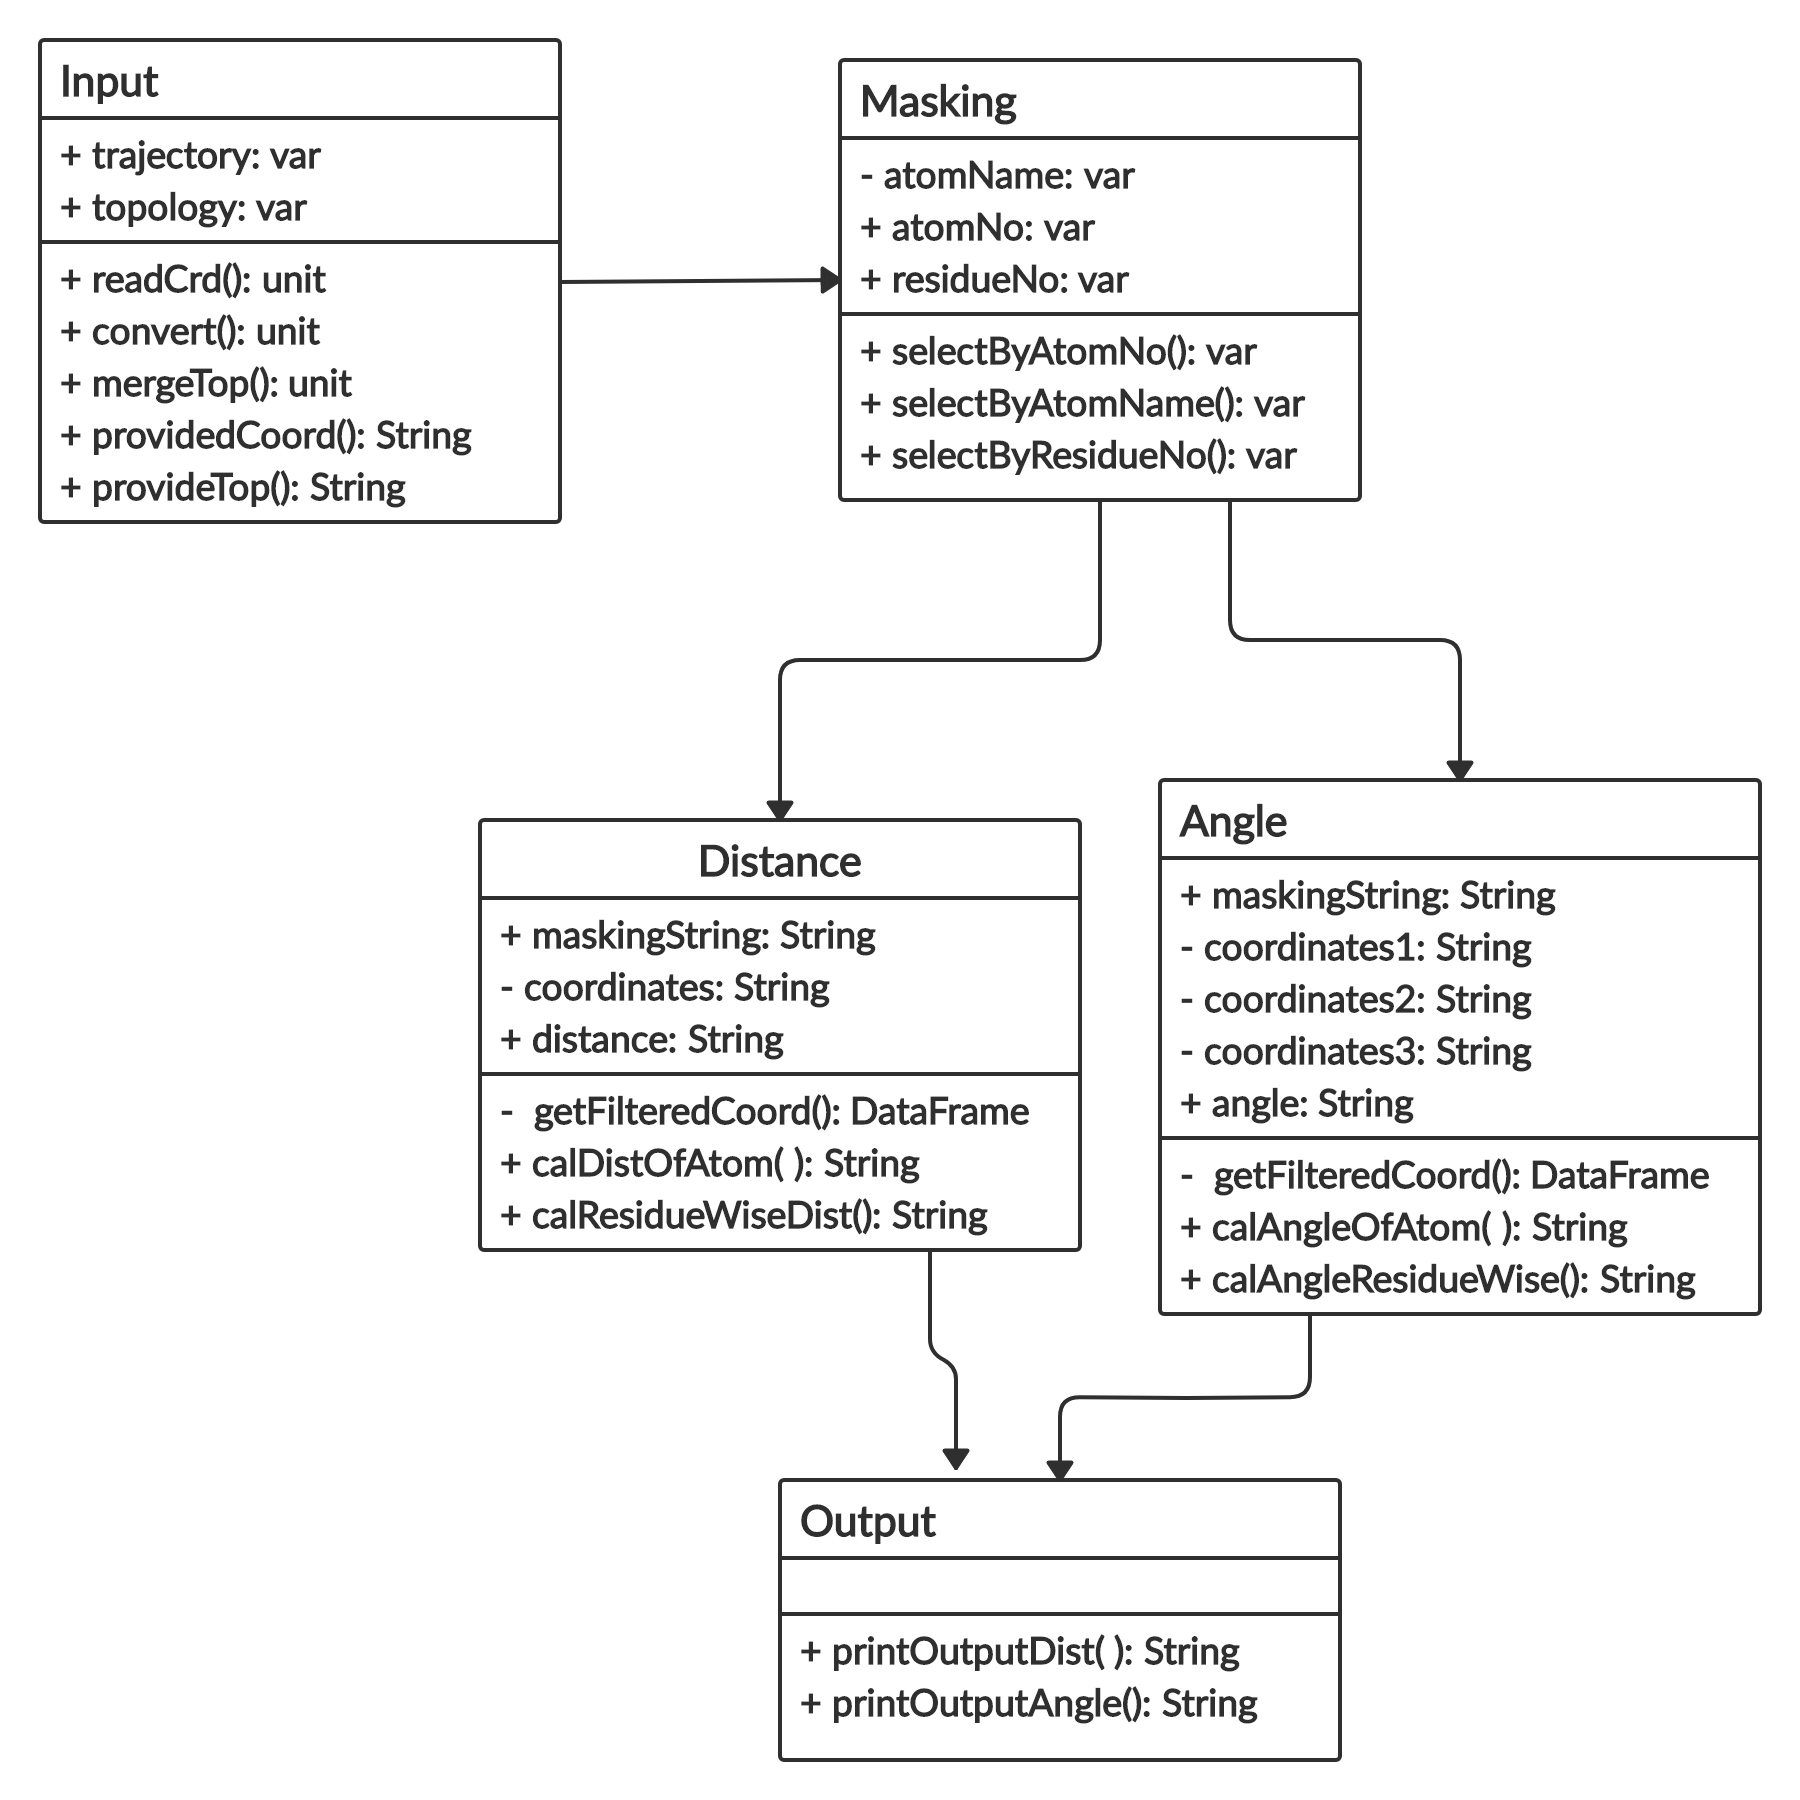 Input
+ trajectory: var
+ topology: var
+ readCrd(): unit
+ convert(): unit
+ mergeTop(): unit
+ providedCoord(): String
+ provideTop(): String
Masking
- atomName: var
+ atomNo: var
+ residueNo: var
+ selectByAtomNo(): var
+ selectByAtomName(): var
+ selectByResidueNo(): var
Distance
+ maskingString: String
- coordinates: String
+ distance: String
-  getFilteredCoord(): DataFrame
+ calDistOfAtom( ): String
+ calResidueWiseDist(): String
Angle
+ maskingString: String
- coordinates1: String
- coordinates2: String
- coordinates3: String
+ angle: String
-  getFilteredCoord(): DataFrame
+ calAngleOfAtom( ): String
+ calAngleResidueWise(): String
Output
+ printOutputDist( ): String
+ printOutputAngle(): String